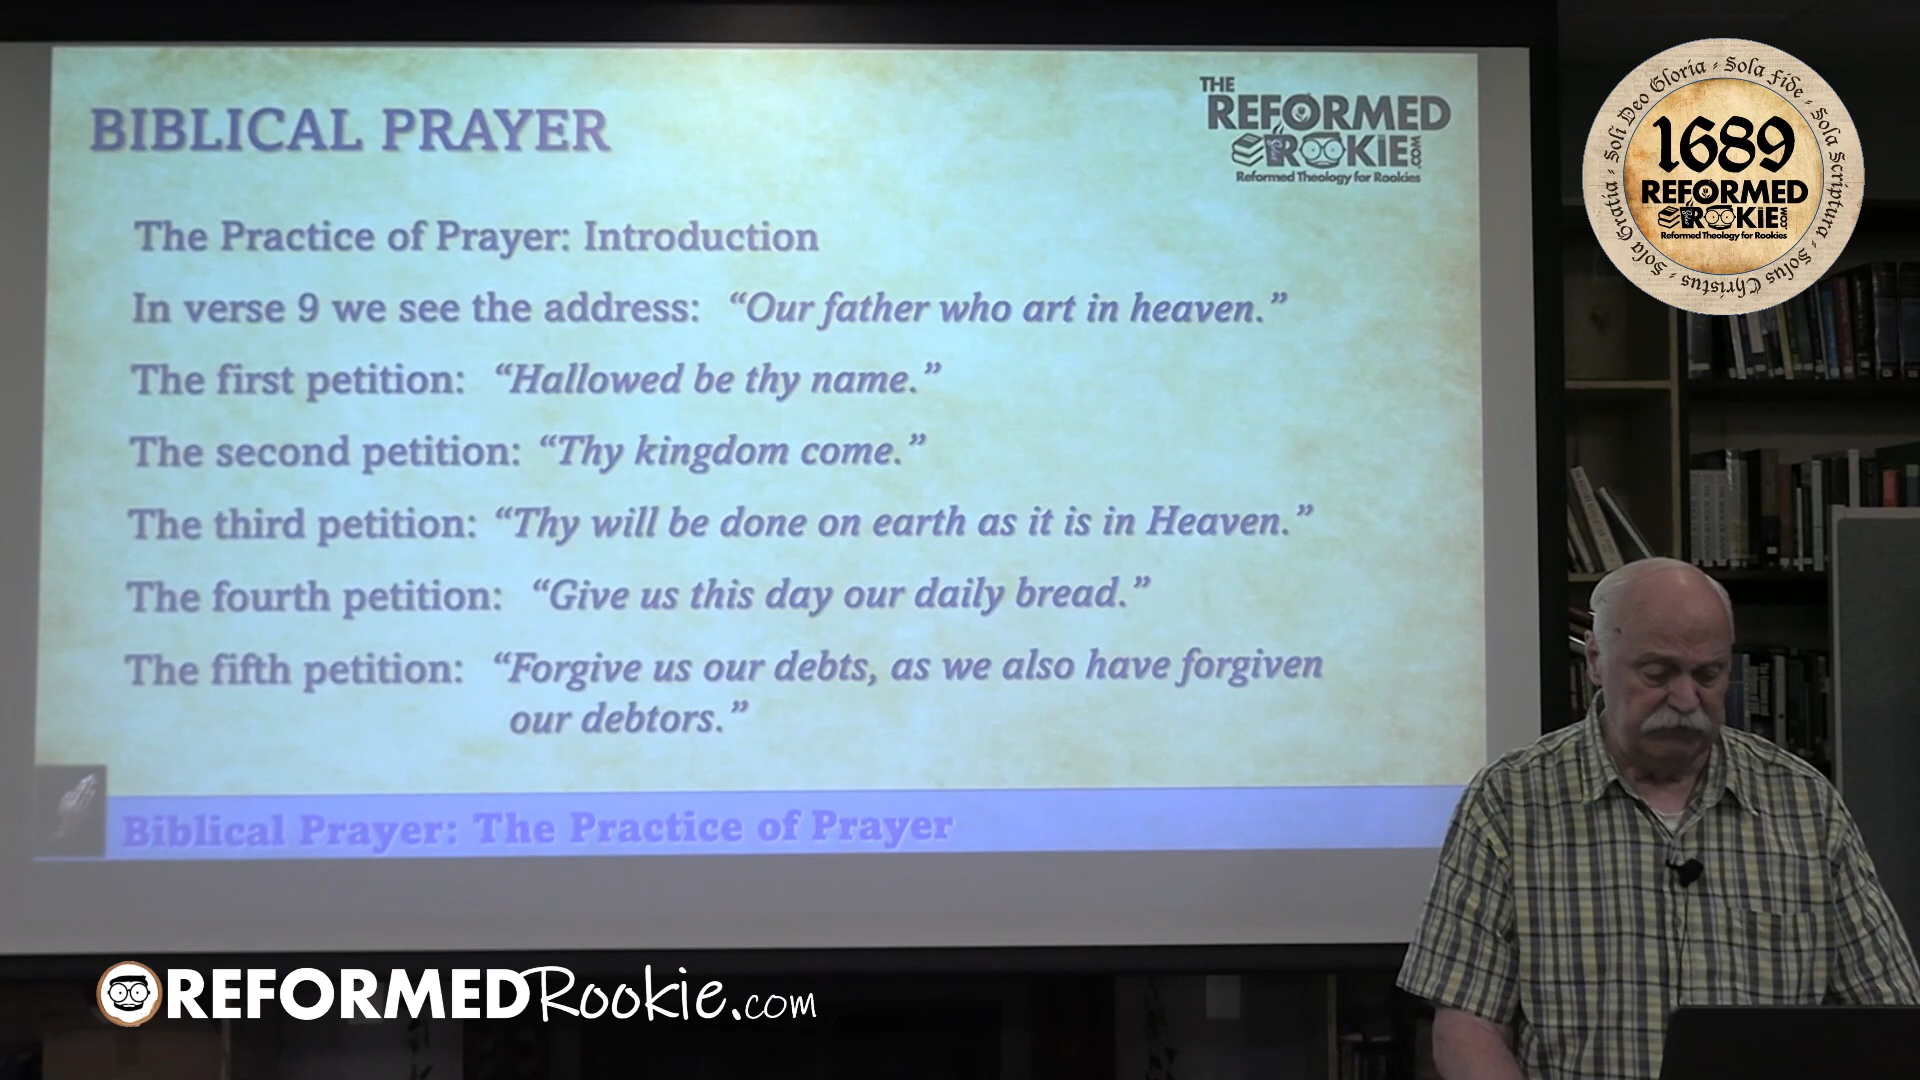 BIBLICAL PRAYER
THE
REFORMED
ROOKIE.COM
Reformed Theology for Rookies
The Practice of Prayer: Introduction
In verse 9 we see the address: “Our father who art in heaven.”
The first petition: “Hallowed be thy name.”
The second petition: “Thy kingdom come.”
The third petition: “Thy will be done on earth as it is in Heaven.”
The fourth petition: “Give us this day our daily bread.”
The fifth petition: “Forgive us our debts, as we also have forgiven
our debtors.”
Biblical Prayer: The Practice of Prayer
Soli Deo Gloria - Sola Fide - Sola Scriptura - Solus Christus - Sola Gratia -
1689
REFORMED
ROOKIE.COM
Reformed Theology for Rookies
REFORMEDRookie.com